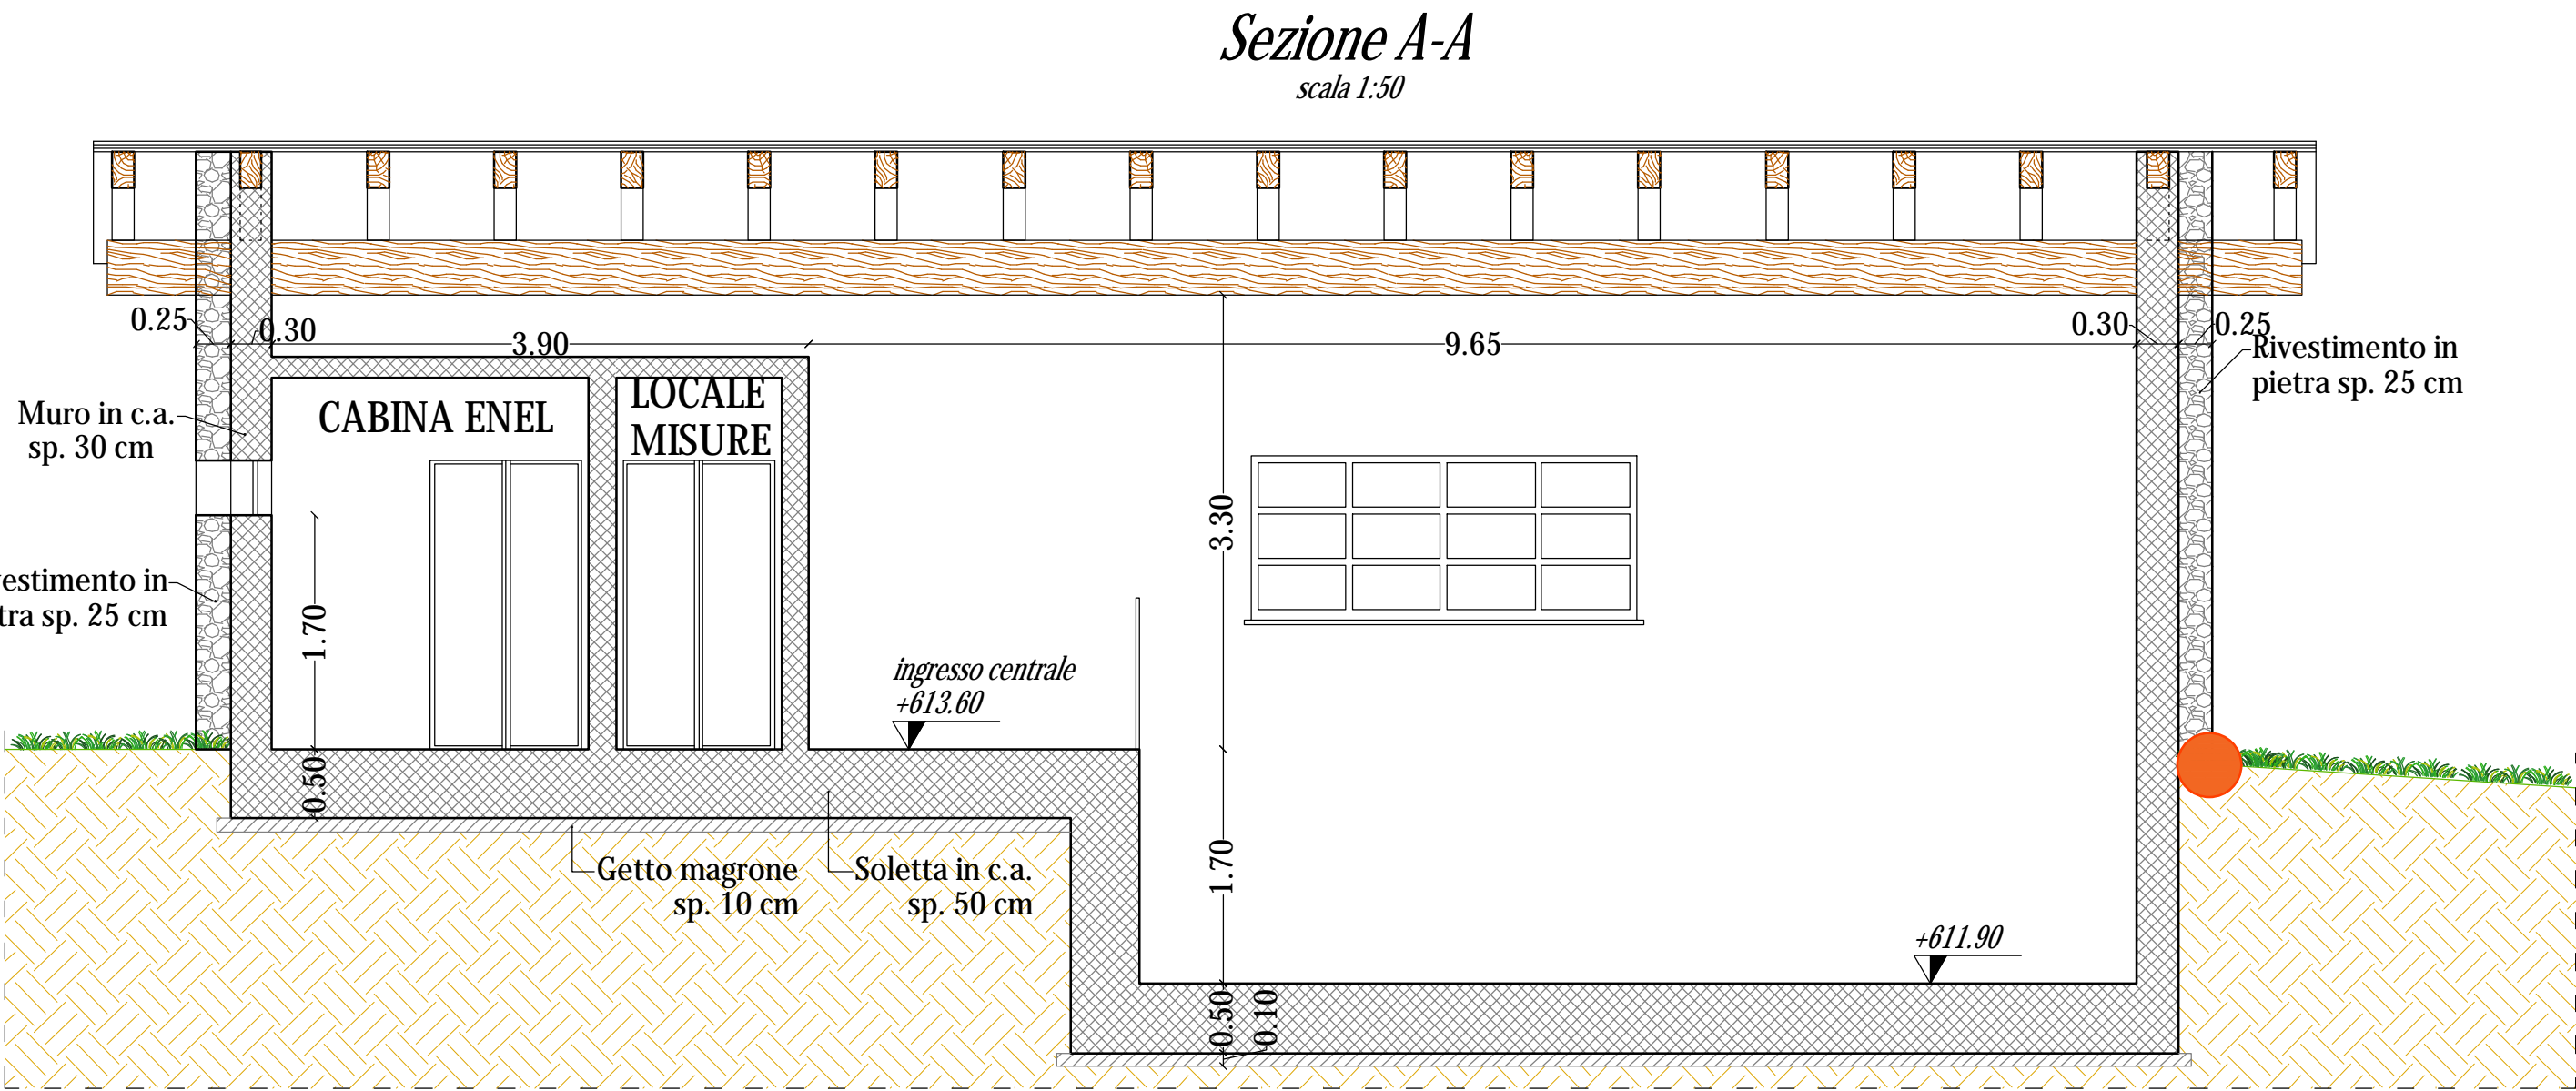 Sezione A-A
scala 1:50
0.25
0.30
3.90
9.65
0.30
0.25
Rivestimento in
pietra sp. 25 cm
Muro in c.a.
sp. 30 cm
CABINA ENEL
LOCALE
MISURE
3.30
vestimento in
tra sp. 25 cm
1.70
ingresso centrale
+613.60
0.50
Getto magrone
sp. 10 cm
Soletta in c.a.
sp. 50 cm
1.70
+611.90
0.50
0.10